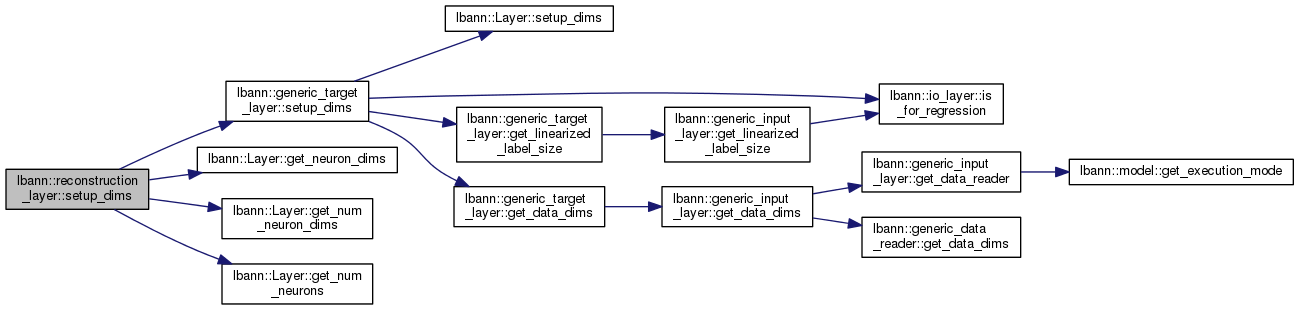 lbann::reconstruction
_layer::setup_dims
lbann::generic_target
_layer::setup_dims
lbann::Layer::get_neuron_dims
lbann::Layer::get_num
_neuron_dims
lbann::Layer::get_num
_neurons
lbann::Layer::setup_dims
lbann::generic_target
_layer::get_linearized
_label_size
lbann::generic_target
_layer::get_data_dims
lbann::generic_input
_layer::get_linearized
_label_size
lbann::generic_input
_layer::get_data_dims
lbann::io_layer::is
_for_regression
lbann::generic_input
_layer::get_data_reader
lbann::generic_data
_reader::get_data_dims
lbann::model::get_execution_mode